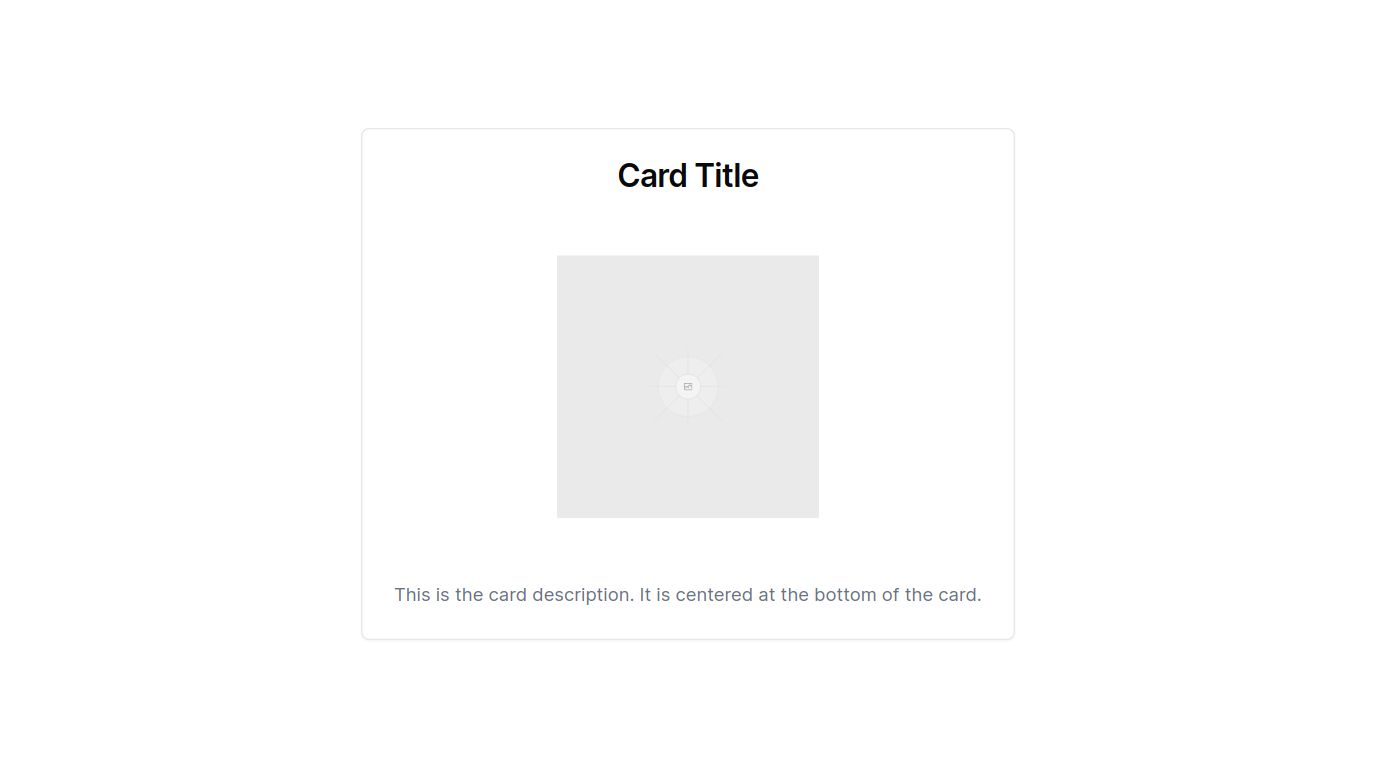 Card Title
This is the card description. It is centered at the bottom of the card.